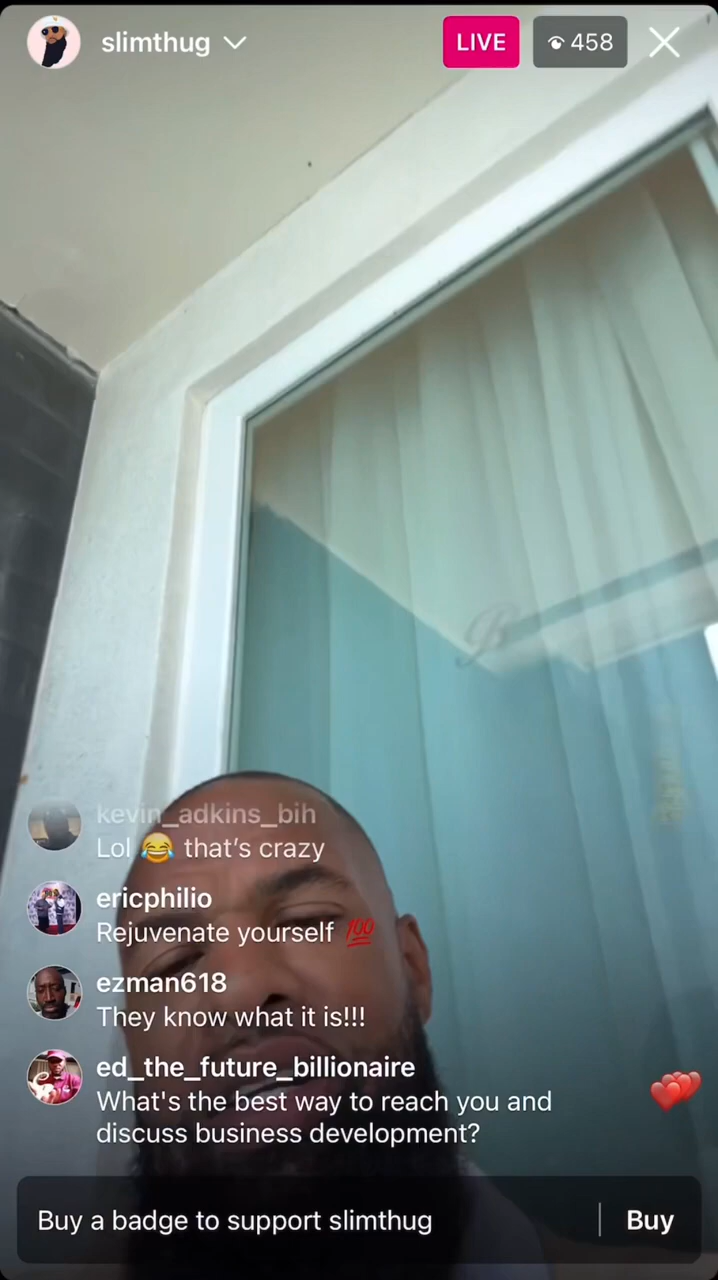 slimthug
LIVE
458
kevin_adkins_bih
Lol 😂 that's crazy
ericphilio
Rejuvenate yourself 💯
ezman618
They know what it is!!!
ed_the_future_billionaire
What's the best way to reach you and
discuss business development?
Buy a badge to support slimthug
Buy